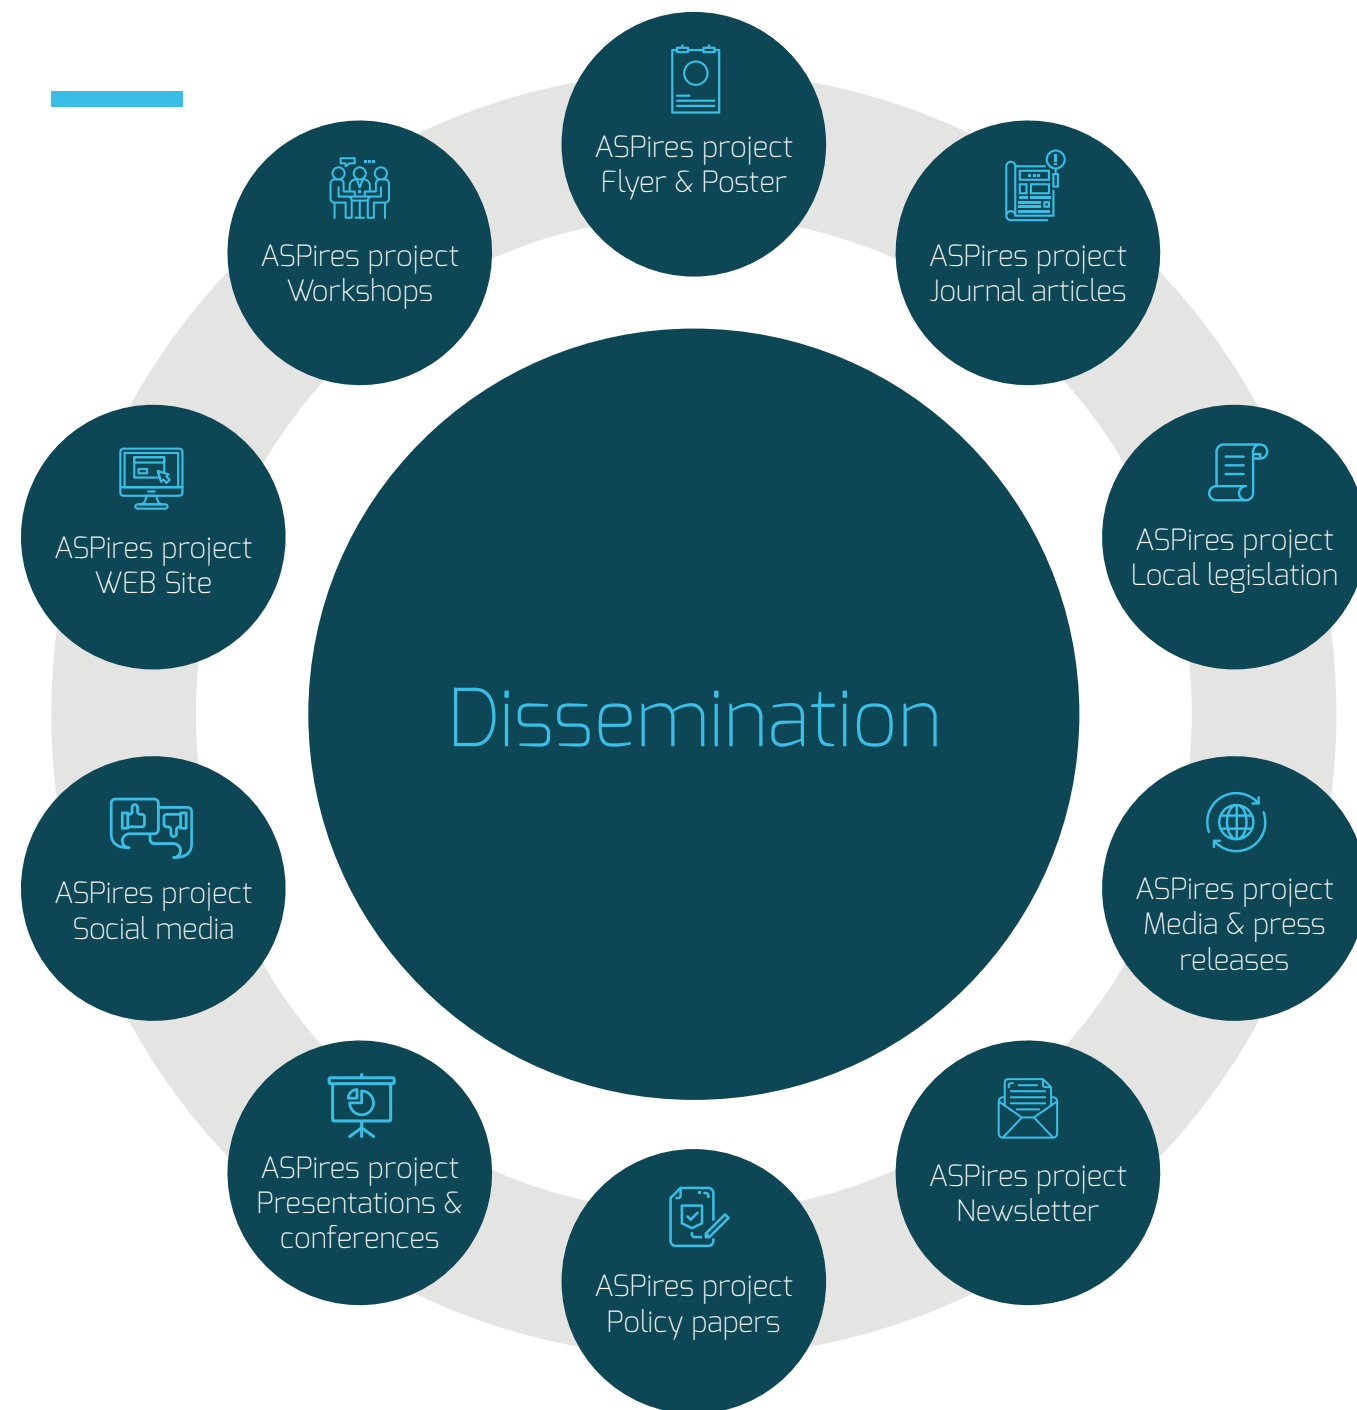 ASPires project
Flyer & Poster
ASPires project
Journal articles
ASPires project
Local legislation
ASPires project
Media & press
releases
ASPires project
Newsletter
ASPires project
Policy papers
ASPires project
Presentations &
conferences
ASPires project
Social media
ASPires project
WEB Site
ASPires project
Workshops
Dissemination